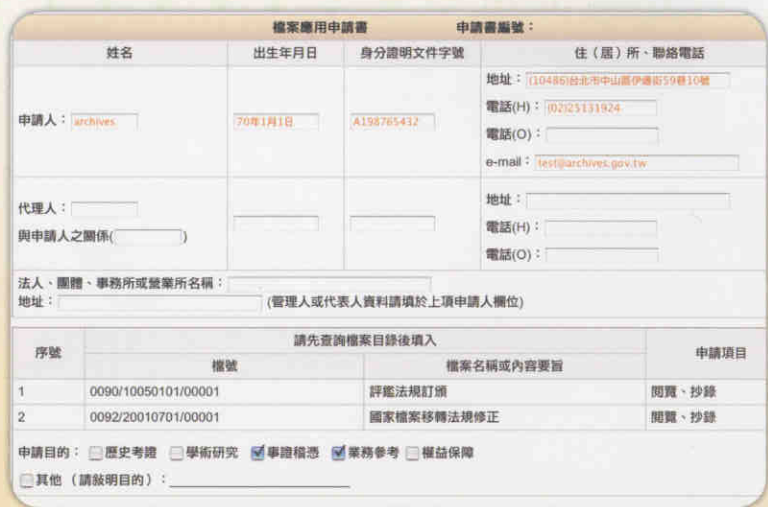 檔案應用申請書 申請書編號：
姓名 出生年月日 身分證明文件字號 住（居）所、聯絡電話
申請人： archives 70年1月1日 A198765432
地址： (10486)台北市中山區伊通街59巷10號
電話(H)： (02)25131924
電話(O)：
e-mail： test@archives.gov.tw
代理人：
與申請人之關係( )
地址：
電話(H)：
電話(O)：
法人、團體、事務所或營業所名稱：
地址： (管理人或代表人資料請填於上項申請人欄位)
序號 請先查詢檔案目錄後填入 申請項目
檔號 檔案名稱或內容要旨
1 0090/10050101/00001 評鑑法規訂頒 閱覽、抄錄
2 0092/20010701/00001 國家檔案移轉法規修正 閱覽、抄錄
申請目的： 歷史考證 學術研究 事證稽憑 業務參考 權益保障
其他 （請敘明目的）：